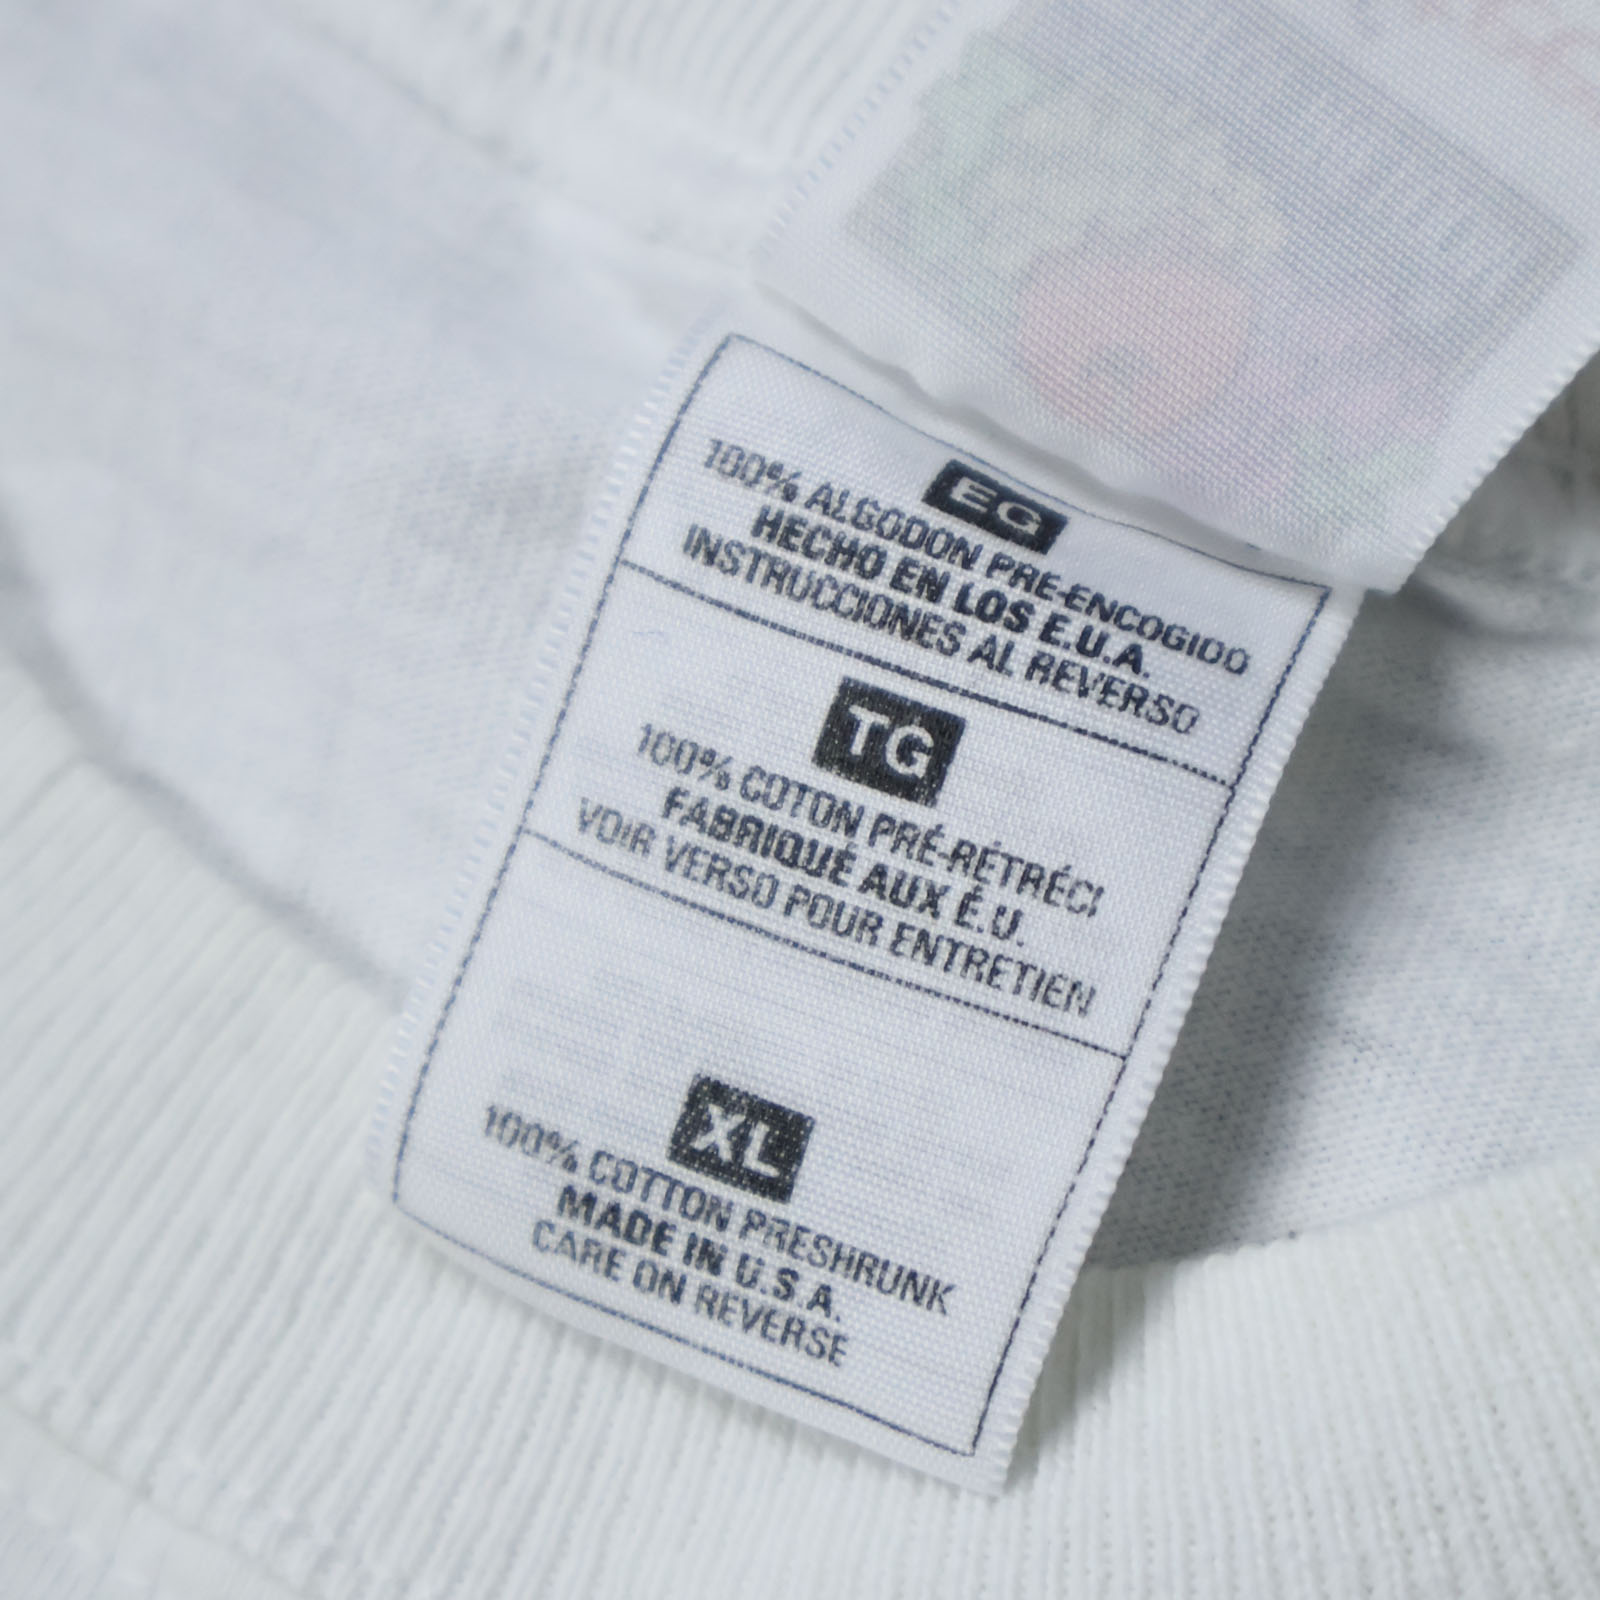 EG
100% ALGODON PRE-ENCOGIDO
HECHO EN LOS E.U.A.
INSTRUCCIONES AL REVERSO
TG
100% COTON PRÉ-RÉTRÉCI
FABRIQUÉ AUX É.U.
VOIR VERSO POUR ENTRETIEN
XL
100% COTTON PRESHRUNK
MADE IN U.S.A.
CARE ON REVERSE